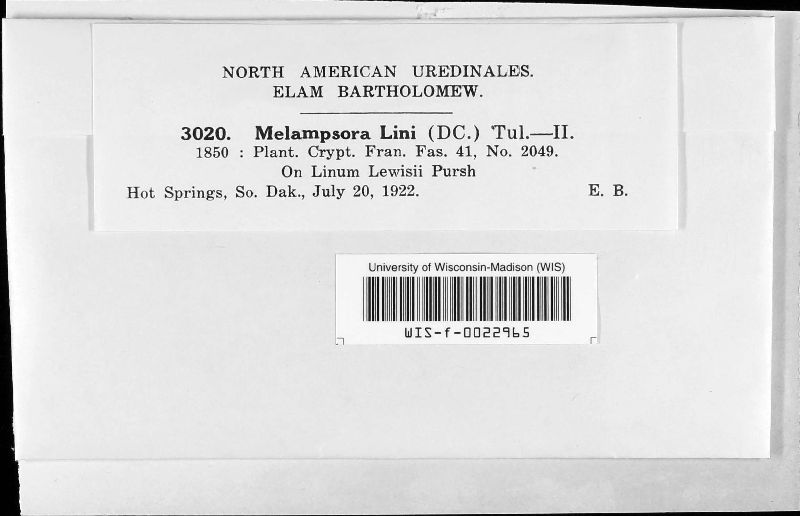 NORTH AMERICAN UREDINALES.
ELAM BARTHOLOMEW.
3020. Melampsora Lini (DC.) Tul.—II.
1850 : Plant. Crypt. Fran. Fas. 41, No. 2049.
On Linum Lewisii Pursh
Hot Springs, So. Dak., July 20, 1922. E. B.
University of Wisconsin-Madison (WIS)
WIS-f-0022965